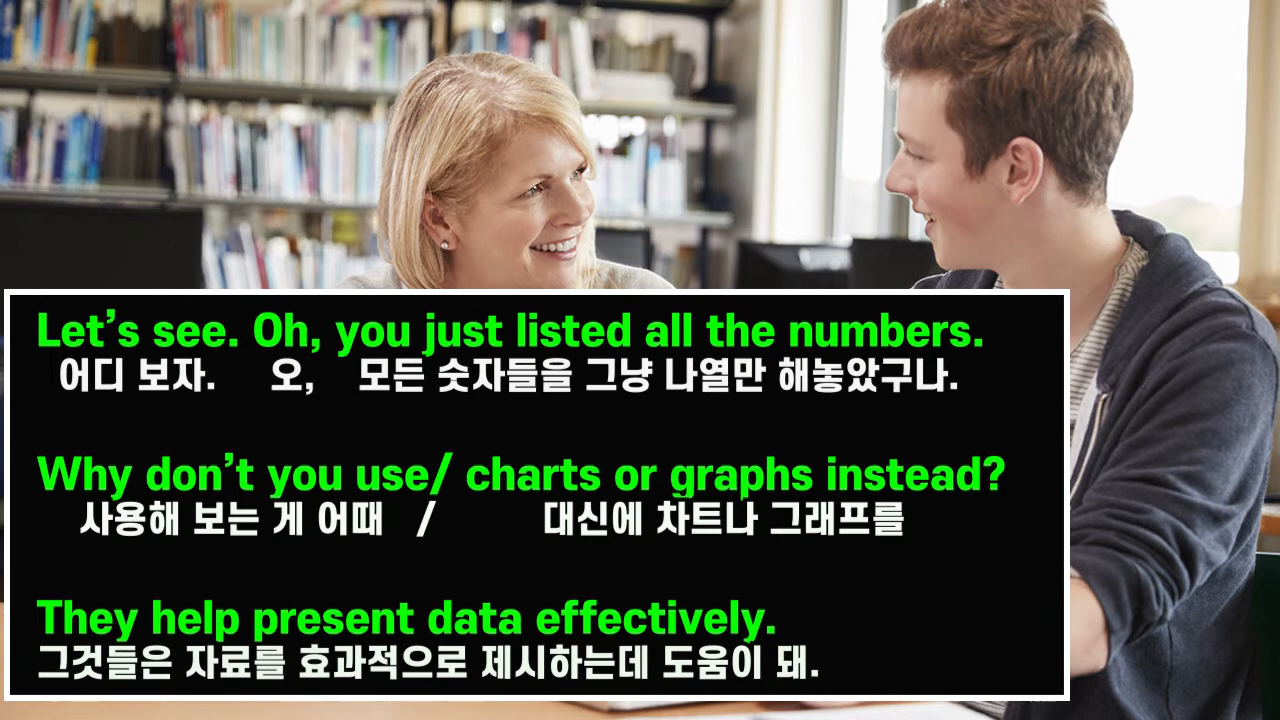 Let's see. Oh, you just listed all the numbers.
어디 보자. 오, 모든 숫자들을 그냥 나열만 해놓았구나.
Why don't you use/ charts or graphs instead?
사용해 보는 게 어때 / 대신에 차트나 그래프를
They help present data effectively.
그것들은 자료를 효과적으로 제시하는데 도움이 돼.